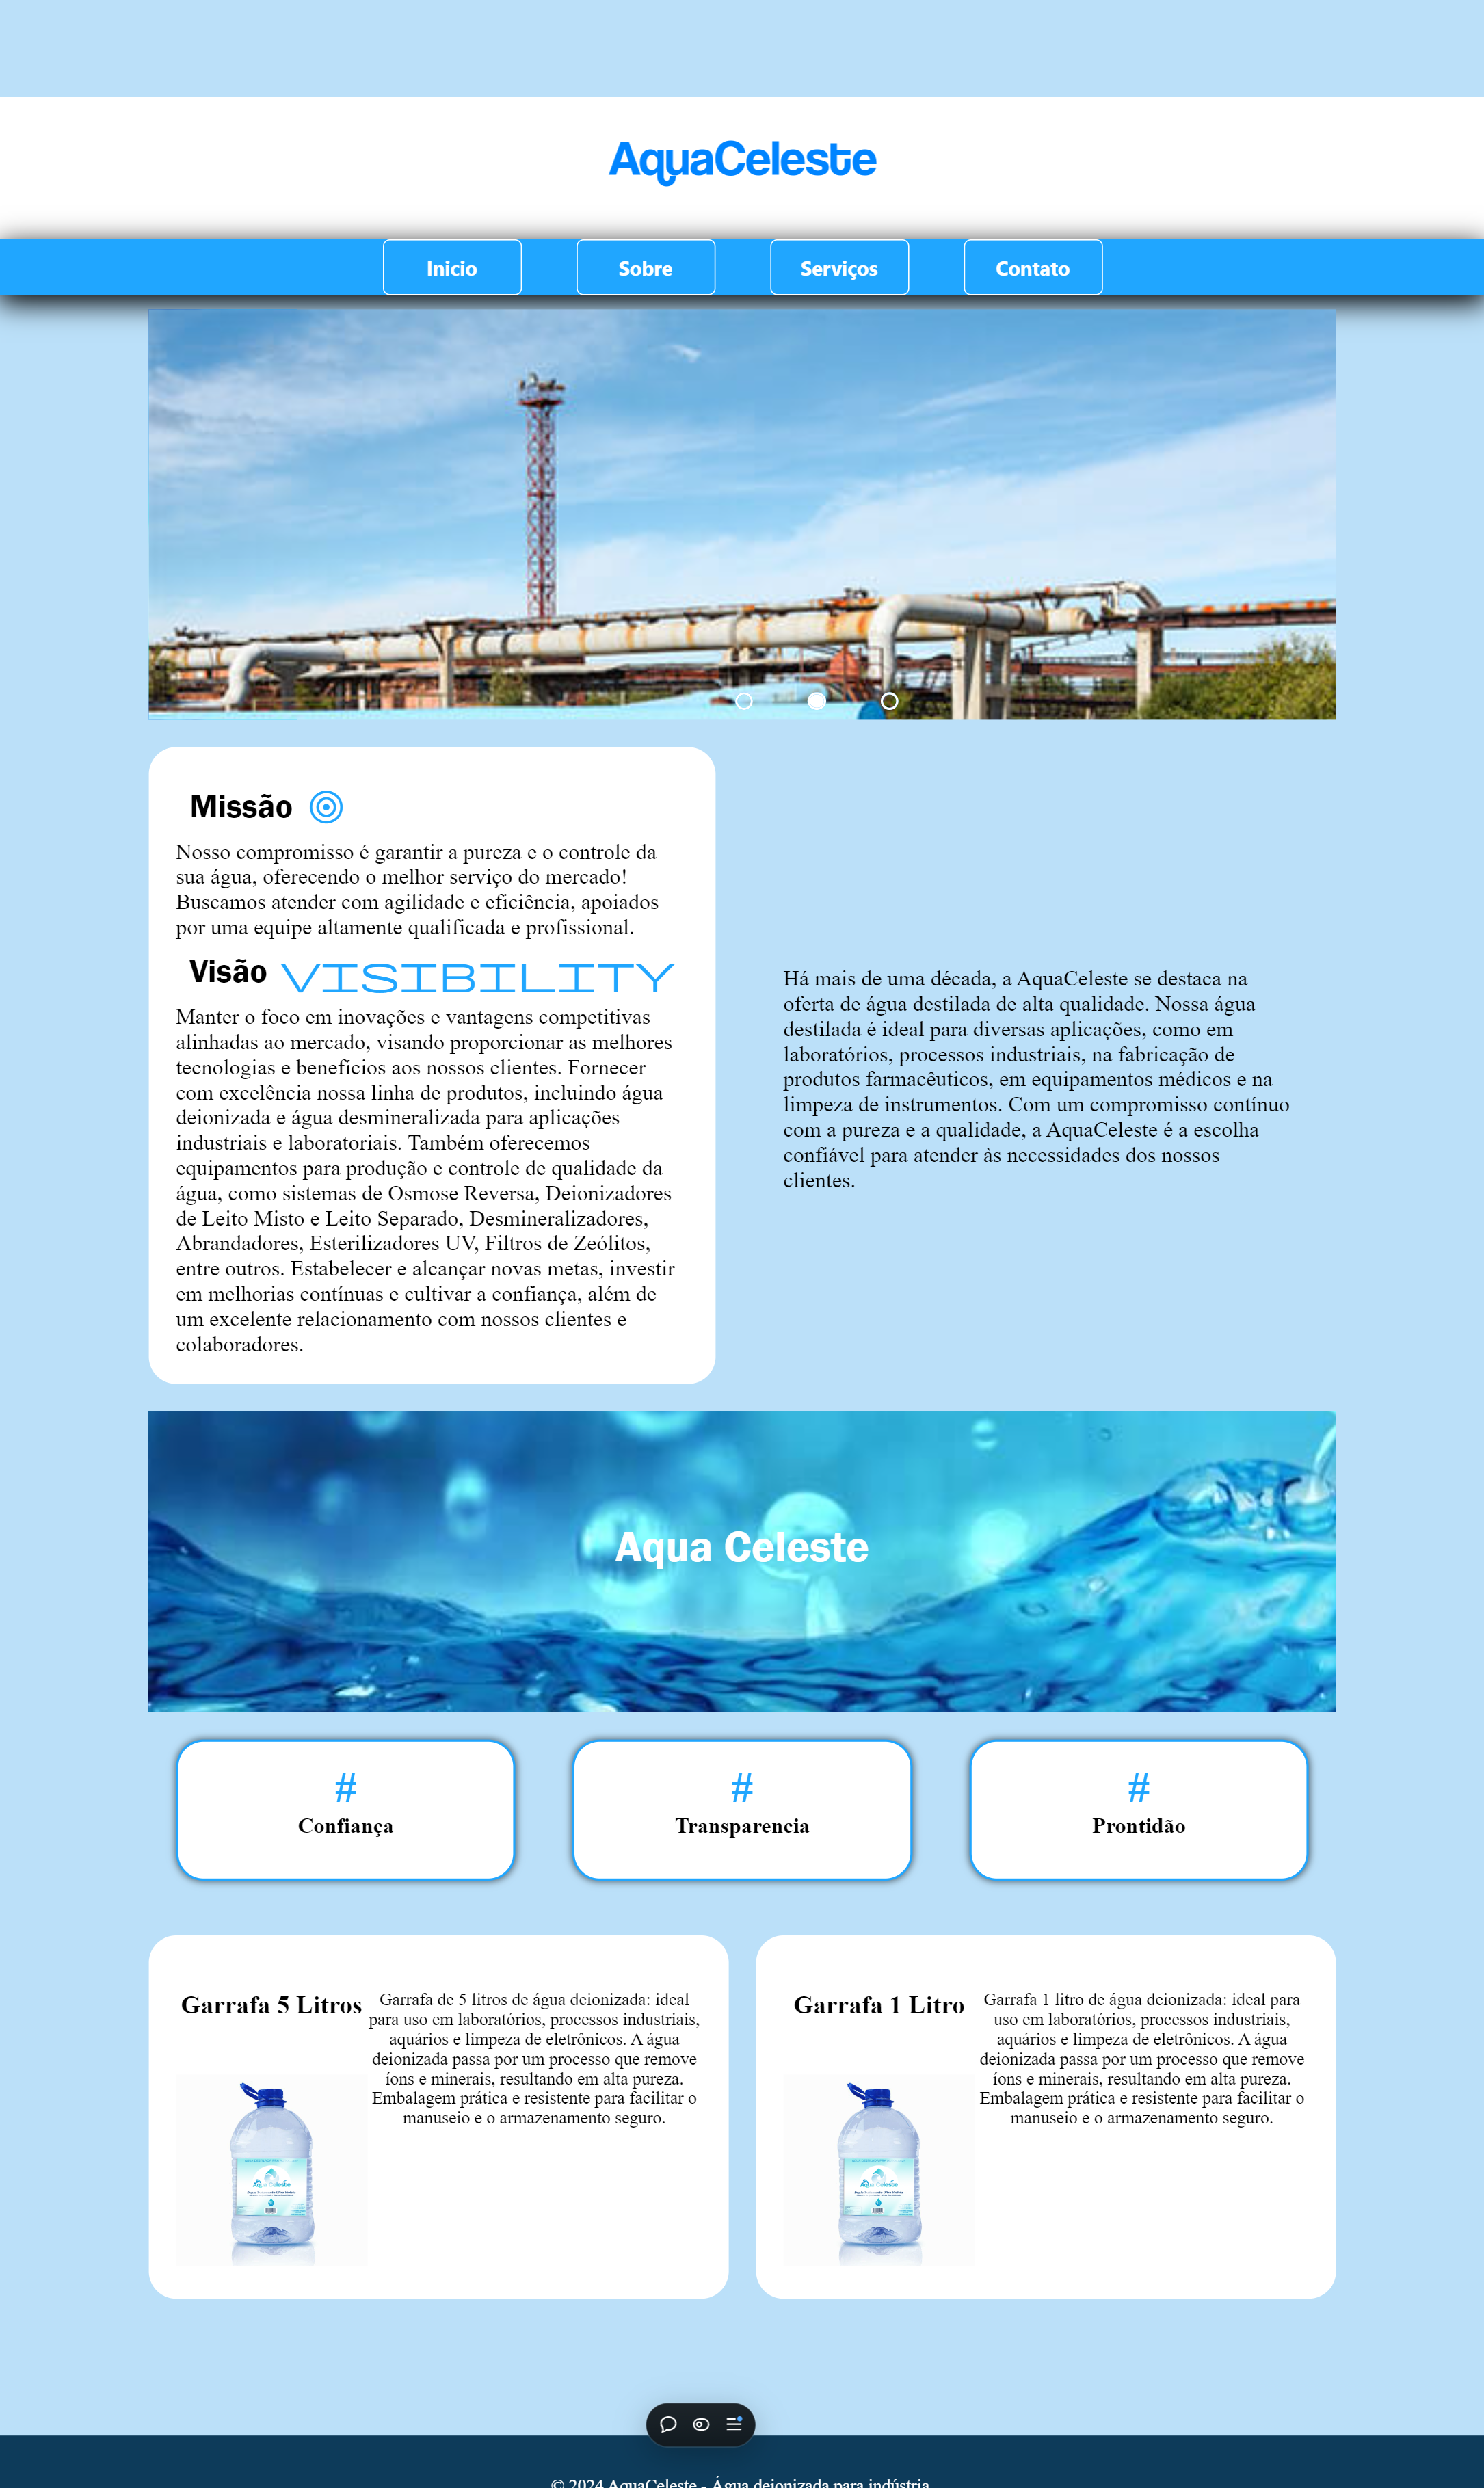 AquaCeleste
Inicio
Sobre
Serviços
Contato
Missão
Nosso compromisso é garantir a pureza e o controle da
sua água, oferecendo o melhor serviço do mercado!
Buscamos atender com agilidade e eficiência, apoiados
por uma equipe altamente qualificada e profissional.
Visão VISIBILITY
Manter o foco em inovações e vantagens competitivas
alinhadas ao mercado, visando proporcionar as melhores
tecnologias e benefícios aos nossos clientes. Fornecer
com excelência nossa linha de produtos, incluindo água
deionizada e água desmineralizada para aplicações
industriais e laboratoriais. Também oferecemos
equipamentos para produção e controle de qualidade da
água, como sistemas de Osmose Reversa, Deionizadores
de Leito Misto e Leito Separado, Desmineralizadores,
Abrandadores, Esterilizadores UV, Filtros de Zeólitos,
entre outros. Estabelecer e alcançar novas metas, investir
em melhorias contínuas e cultivar a confiança, além de
um excelente relacionamento com nossos clientes e
colaboradores.
Há mais de uma década, a AquaCeleste se destaca na
oferta de água destilada de alta qualidade. Nossa água
destilada é ideal para diversas aplicações, como em
laboratórios, processos industriais, na fabricação de
produtos farmacêuticos, em equipamentos médicos e na
limpeza de instrumentos. Com um compromisso contínuo
com a pureza e a qualidade, a AquaCeleste é a escolha
confiável para atender às necessidades dos nossos
clientes.
Aqua Celeste
#
Confiança
#
Transparencia
#
Prontidão
Garrafa 5 Litros
Garrafa de 5 litros de água deionizada: ideal
para uso em laboratórios, processos industriais,
aquários e limpeza de eletrônicos. A água
deionizada passa por um processo que remove
íons e minerais, resultando em alta pureza.
Embalagem prática e resistente para facilitar o
manuseio e o armazenamento seguro.
Aqua Celeste
Garrafa 1 Litro
Garrafa 1 litro de água deionizada: ideal para
uso em laboratórios, processos industriais,
aquários e limpeza de eletrônicos. A água
deionizada passa por um processo que remove
íons e minerais, resultando em alta pureza.
Embalagem prática e resistente para facilitar o
manuseio e o armazenamento seguro.
Aqua Celeste
© 2024 AquaCeleste - Água deionizada para indústria